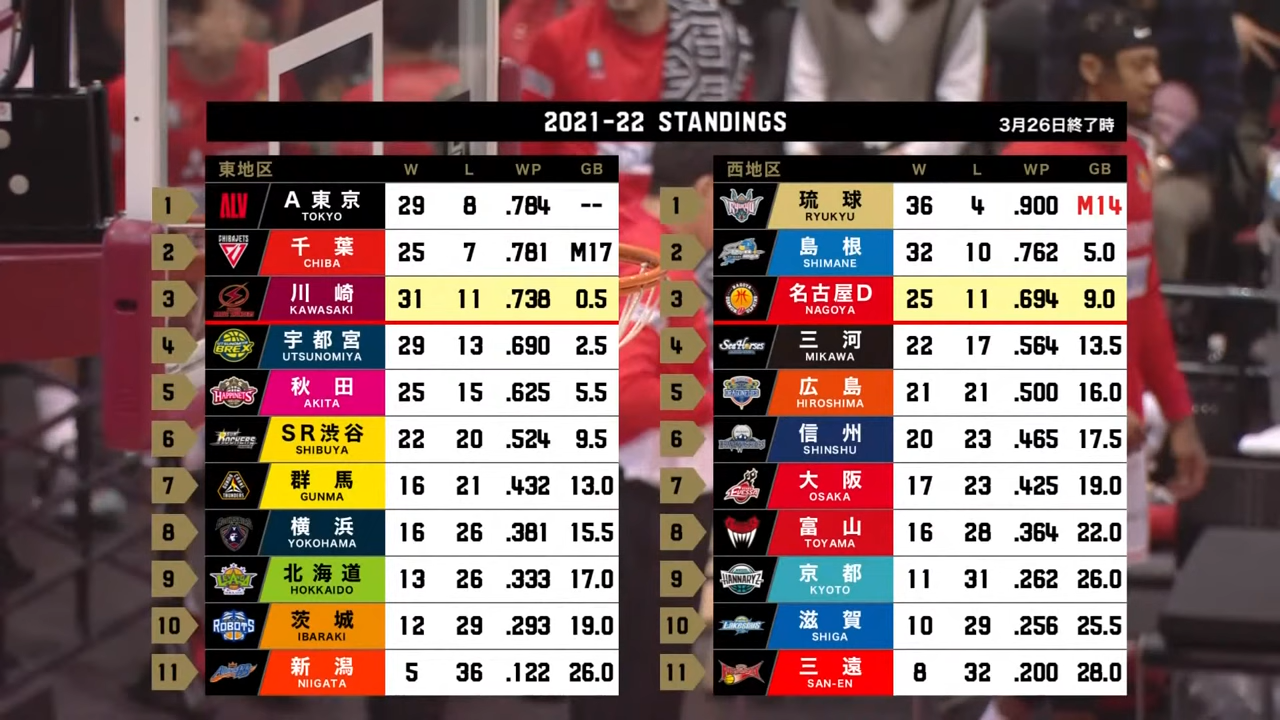 2021-22 STANDINGS 3月26日終了時
東地区 W L WP GB
1 ALV A東京 TOKYO 29 8 .784 --
2 CHIBAJETS 千葉 CHIBA 25 7 .781 M17
3 川崎 KAWASAKI 31 11 .738 0.5
4 BREX 宇都宮 UTSUNOMIYA 29 13 .690 2.5
5 HAPPINETS 秋田 AKITA 25 15 .625 5.5
6 ROCKERS SR渋谷 SHIBUYA 22 20 .524 9.5
7 THUNDERS 群馬 GUNMA 16 21 .432 13.0
8 横浜 YOKOHAMA 16 26 .381 15.5
9 北海道 HOKKAIDO 13 26 .333 17.0
10 ROBOTS 茨城 IBARAKI 12 29 .293 19.0
11 新潟 NIIGATA 5 36 .122 26.0
西地区 W L WP GB
1 琉球 RYUKYU 36 4 .900 M14
2 島根 SHIMANE 32 10 .762 5.0
3 名古屋D NAGOYA 25 11 .694 9.0
4 SeaHorses 三河 MIKAWA 22 17 .564 13.5
5 広島 HIROSHIMA 21 21 .500 16.0
6 信州 SHINSHU 20 23 .465 17.5
7 EVESSA 大阪 OSAKA 17 23 .425 19.0
8 富山 TOYAMA 16 28 .364 22.0
9 HANNARYZ 京都 KYOTO 11 31 .262 26.0
10 LAKESTARS 滋賀 SHIGA 10 29 .256 25.5
11 三遠 SAN-EN 8 32 .200 28.0